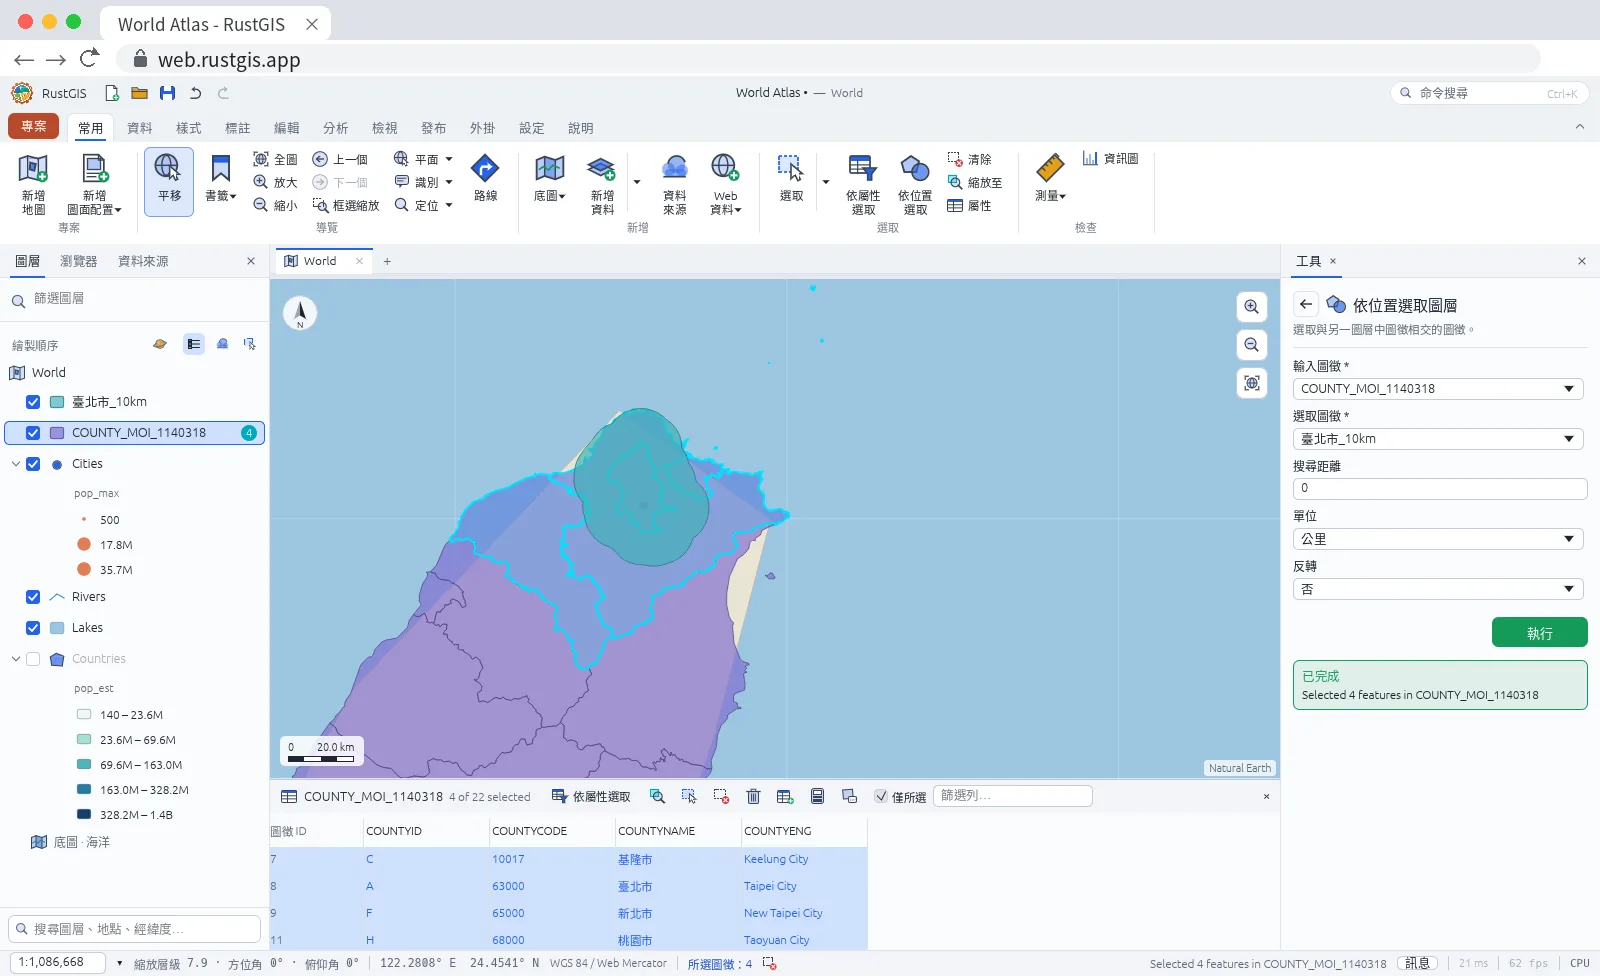 World Atlas - RustGIS
web.rustgis.app
RustGIS
World Atlas • — World
命令搜尋 Ctrl+K
專案 常用 資料 樣式 標註 編輯 分析 檢視 發布 外掛 設定 說明
新增地圖
新增圖面配置
專案
平移
書籤
全圖
放大
縮小
上一個
下一個
框選縮放
平面
識別
定位
路線
導覽
底圖
新增資料
資料來源
Web 資料
新增
選取
依屬性選取
依位置選取
清除
縮放至
屬性
選取
測量
資訊圖
檢查
圖層 瀏覽器 資料來源
篩選圖層
繪製順序
World
臺北市_10km
COUNTY_MOI_1140318 4
Cities
pop_max
500
17.8M
35.7M
Rivers
Lakes
Countries
pop_est
140 – 23.6M
23.6M – 69.6M
69.6M – 163.0M
163.0M – 328.2M
328.2M – 1.4B
底圖 · 海洋
搜尋圖層、地點、經緯度…
World
N
0 20.0 km
Natural Earth
COUNTY_MOI_1140318 4 of 22 selected 依屬性選取 僅所選 篩選列…
圖徵 ID COUNTYID COUNTYCODE COUNTYNAME COUNTYENG
7 C 10017 基隆市 Keelung City
8 A 63000 臺北市 Taipei City
9 F 65000 新北市 New Taipei City
11 H 68000 桃園市 Taoyuan City
工具
依位置選取圖層
選取與另一圖層中圖徵相交的圖徵。
輸入圖徵 *
COUNTY_MOI_1140318
選取圖徵 *
臺北市_10km
搜尋距離
0
單位
公里
反轉
否
執行
已完成
Selected 4 features in COUNTY_MOI_1140318
1:1,086,668 縮放層級 7.9 · 方位角 0° · 俯仰角 0° 122.2808° E 24.4541° N WGS 84 / Web Mercator 所選圖徵：4 Selected 4 features in COUNTY_MOI_1140318 訊息 21 ms 62 fps CPU